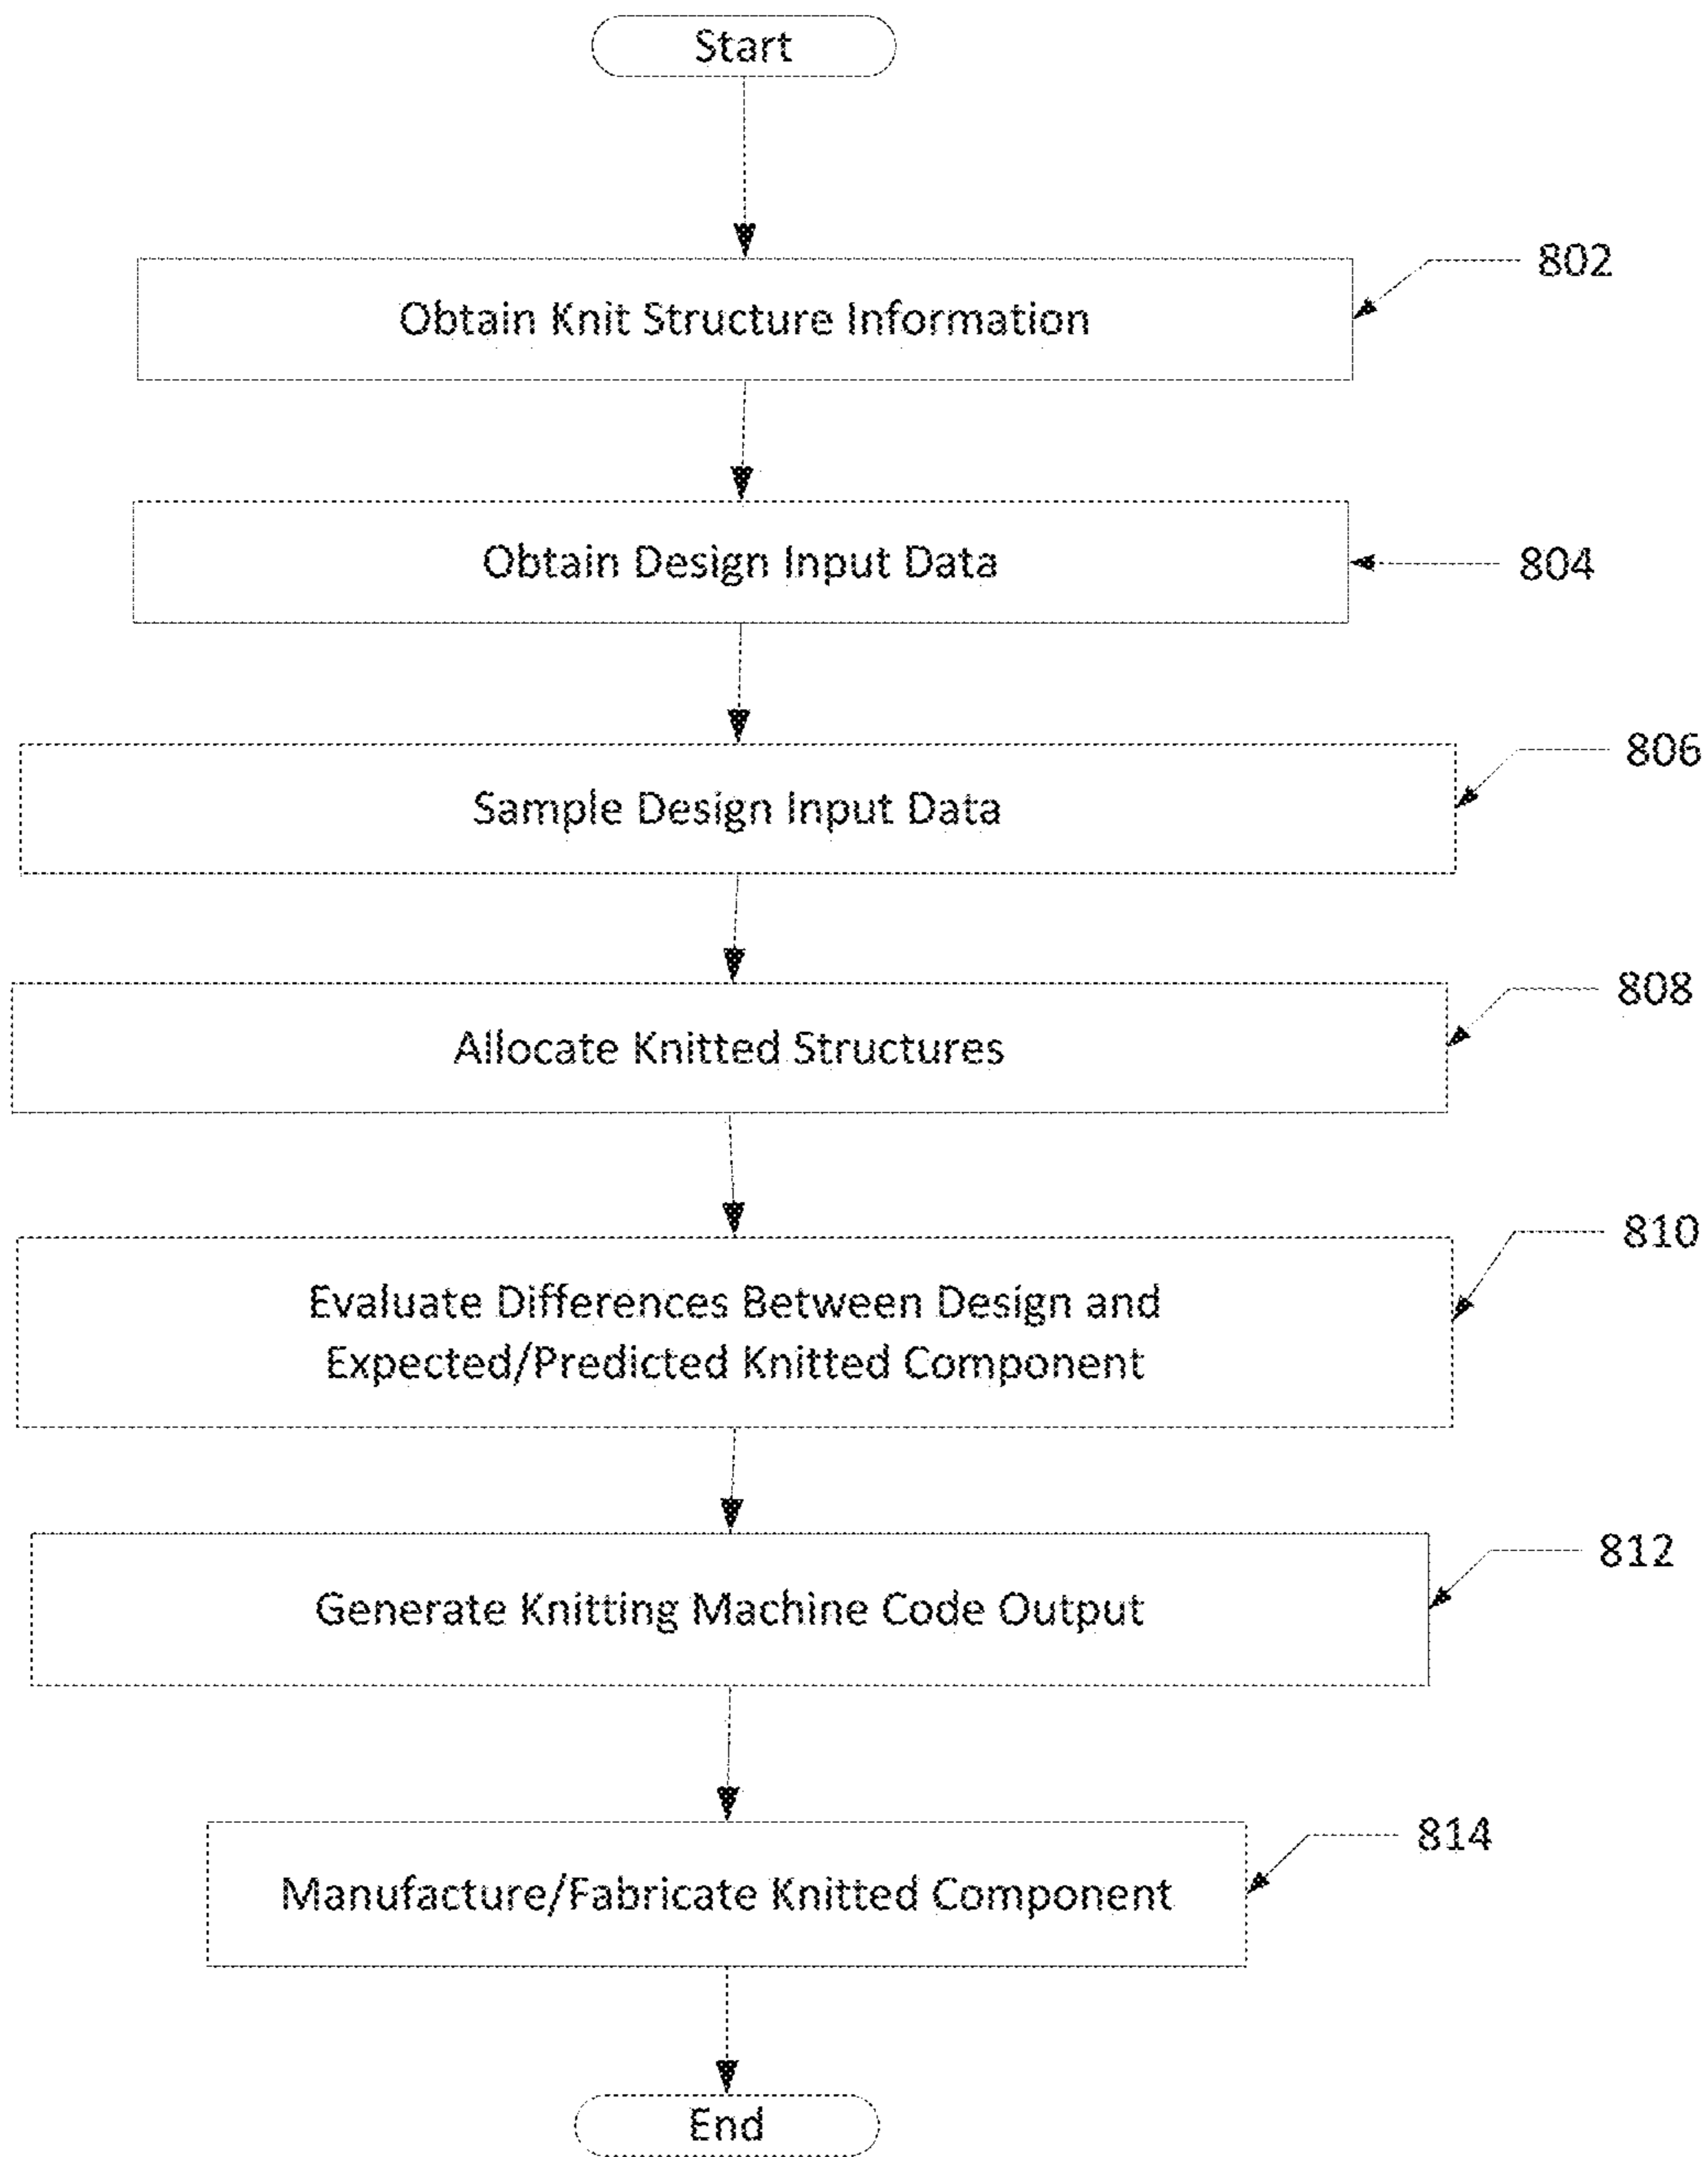 Start
802
Obtain Knit Structure Information
Obtain Design Input Data
804
806
Sample Design Input Data
808
Allocate Knitted Structures
810
Evaluate Differences Between Design and
Expected/Predicted Knitted Component
812
Generate Knitting Machine Code Output
814
Manufacture/Fabricate Knitted Component
End